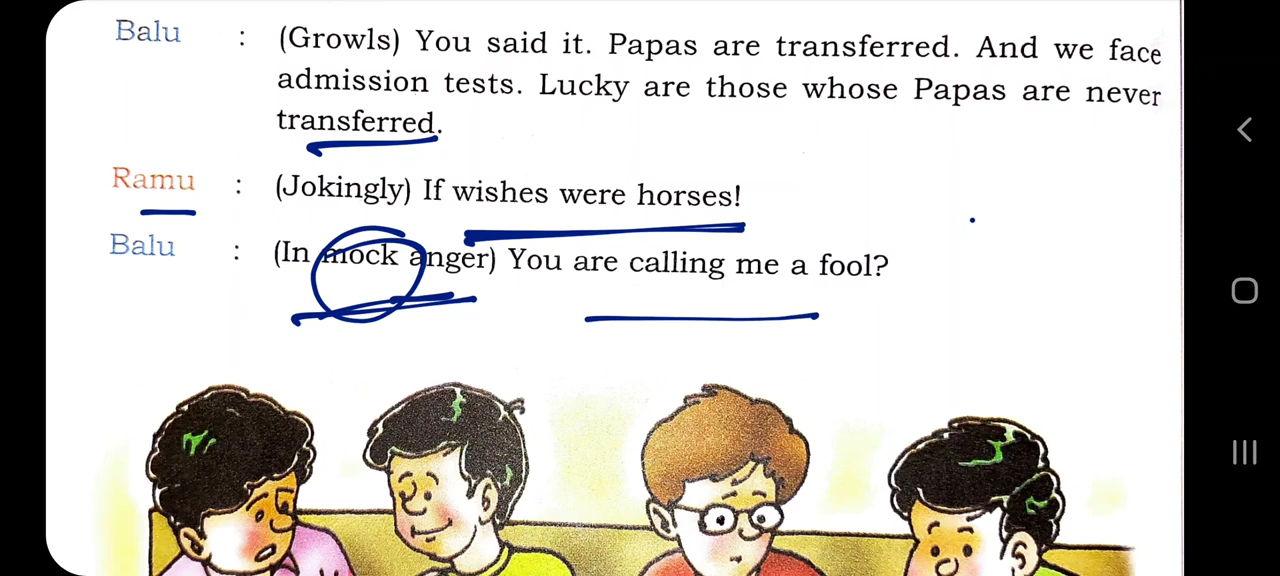 Balu : (Growls) You said it. Papas are transferred. And we face
admission tests. Lucky are those whose Papas are never
transferred.
Ramu : (Jokingly) If wishes were horses!
Balu : (In mock anger) You are calling me a fool?